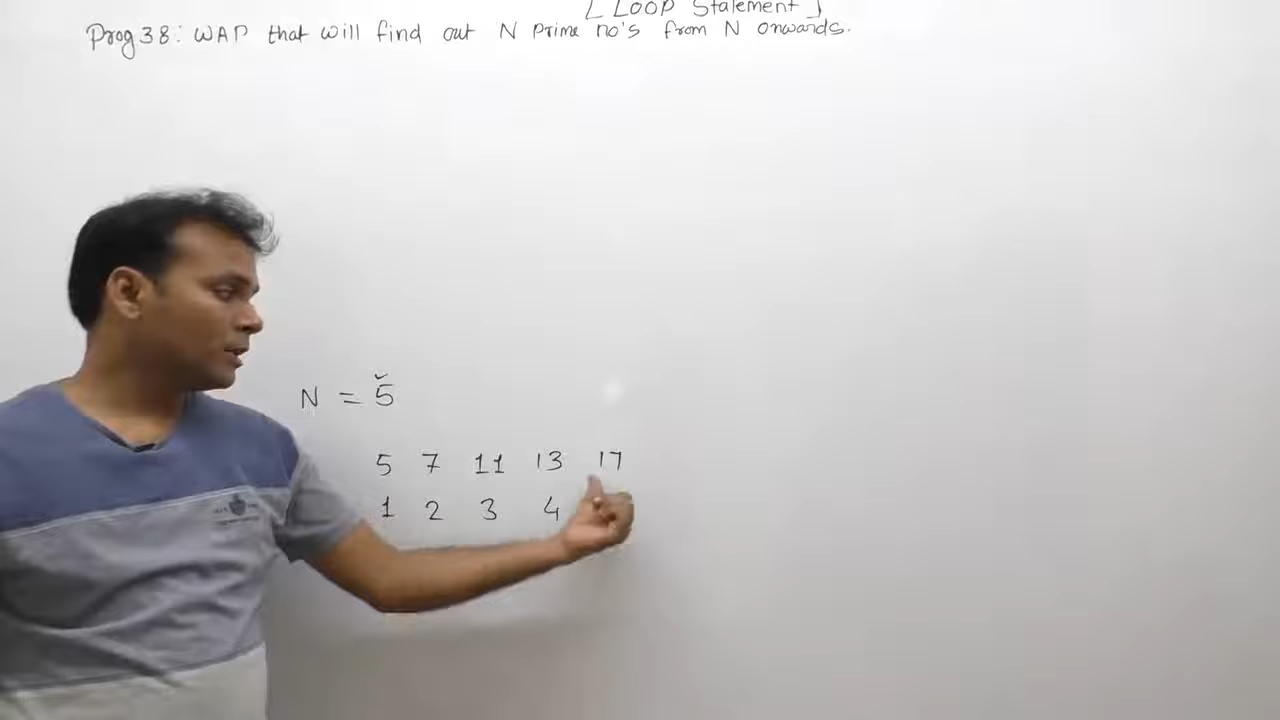 [ Loop Statement ]
Prog 38: WAP that will find out N prime no's from N onwards.
N = 5
5 7 11 13 17
1 2 3 4